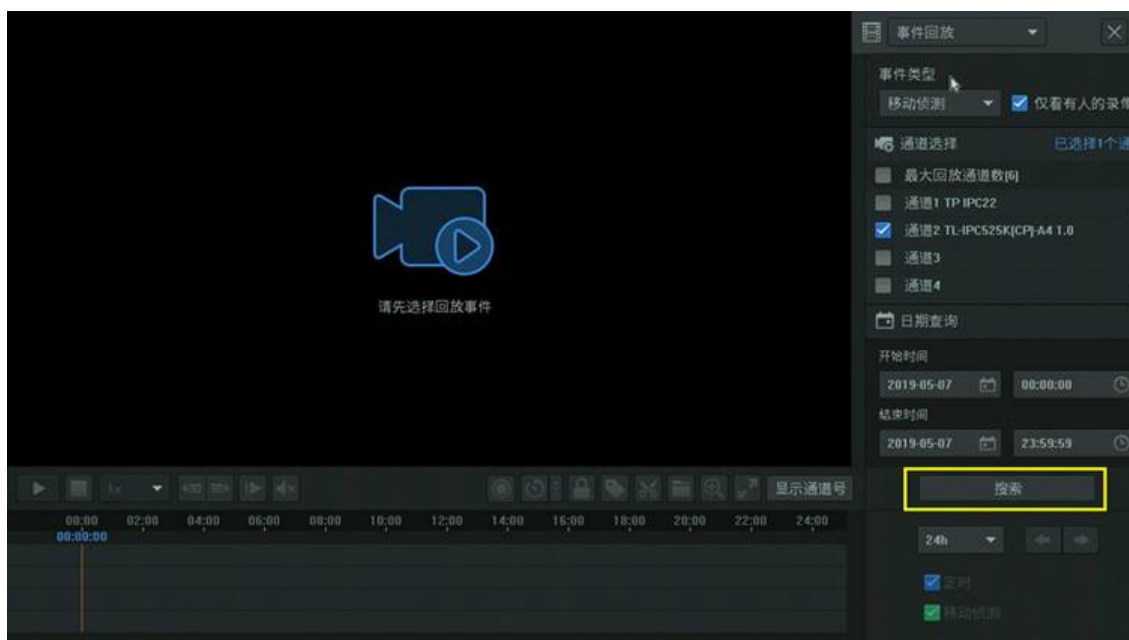 事件回放
事件类型
移动侦测
仅看有人的录像
通道选择
已选择1个通
最大回放通道数[6]
通道1 TP IPC22
通道2 TL-IPC525K(CP)-A4 1.0
通道3
通道4
请先选择回放事件
日期查询
开始时间
2019-05-07 00:00:00
结束时间
2019-05-07 23:59:59
1x
显示通道号
搜索
00:00 02:00 04:00 06:00 08:00 10:00 12:00 14:00 16:00 18:00 20:00 22:00 24:00
00:00:00
24h
定时
移动侦测